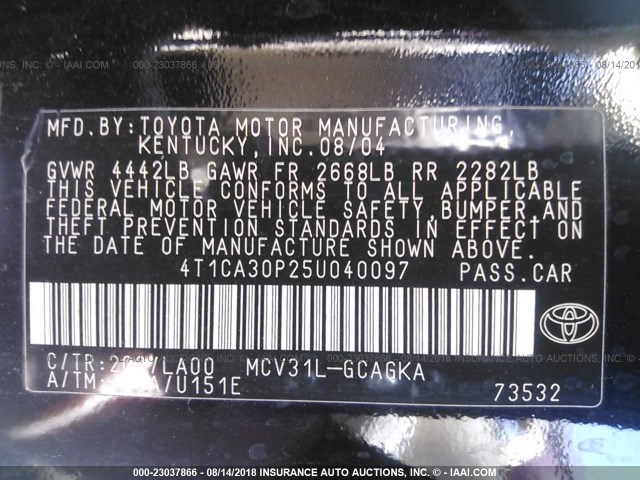 MFD.BY:TOYOTA MOTOR MANUFACTURING,
KENTUCKY,INC.08/04
GVWR 4442LB GAWR FR 2668LB RR 2282LB
THIS VEHICLE CONFORMS TO ALL APPLICABLE
FEDERAL MOTOR VEHICLE SAFETY,BUMPER,AND
THEFT PREVENTION STANDARDS IN EFFECT ON
THE DATE OF MANUFACTURE SHOWN ABOVE.
4T1CA30P25U040097 PASS.CAR
C/TR: /LA00 MCV31L-GCAGKA
A/TM: /U151E
73532
000-23037866 - 08/14/2018 INSURANCE AUTO AUCTIONS, INC. - © IAAI.COM